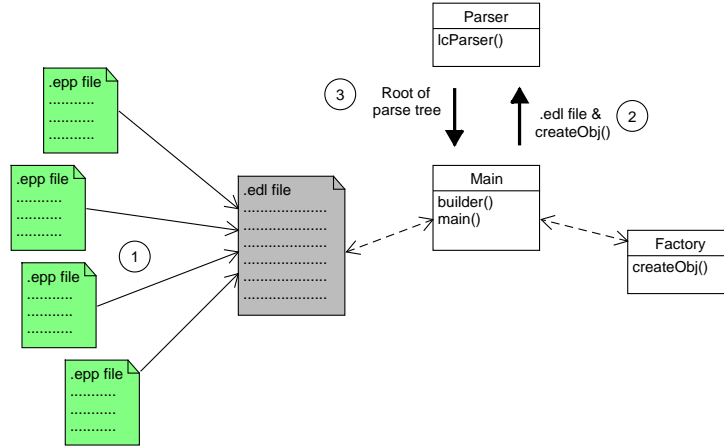 Parser
lcParser()
.epp file
...........
...........
...........
3
Root of
parse tree
.edl file &
createObj()
2
.epp file
...........
...........
...........
.edl file
......................
......................
......................
......................
......................
......................
Main
builder()
main()
1
Factory
createObj()
.epp file
...........
...........
...........
.epp file
...........
...........
...........